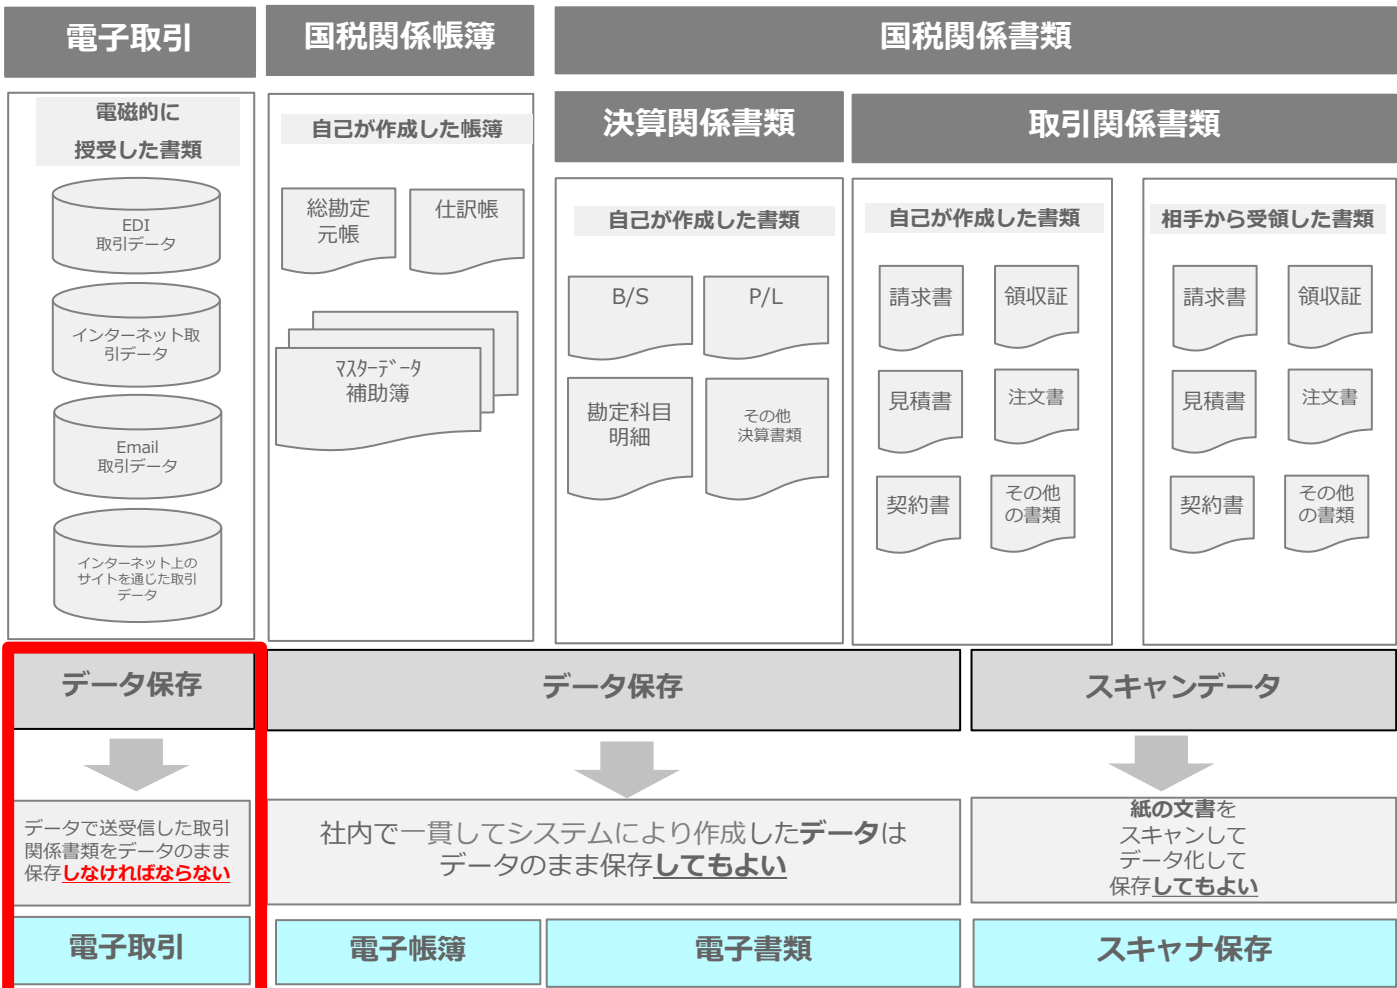 電子取引
国税関係帳簿
国税関係書類
電磁的に
授受した書類
自己が作成した帳簿
決算関係書類
取引関係書類
EDI
取引データ
インターネット取
引データ
Email
取引データ
インターネット上の
サイトを通じた取引
データ
総勘定
元帳
仕訳帳
ﾏｽﾀｰﾃﾞｰﾀ
補助簿
自己が作成した書類
B/S
P/L
勘定科目
明細
その他
決算書類
自己が作成した書類
請求書
領収証
見積書
注文書
契約書
その他
の書類
相手から受領した書類
請求書
領収証
見積書
注文書
契約書
その他
の書類
データ保存
データ保存
スキャンデータ
データで送受信した取引
関係書類をデータのまま
保存しなければならない
社内で一貫してシステムにより作成したデータは
データのまま保存してもよい
紙の文書を
スキャンして
データ化して
保存してもよい
電子取引
電子帳簿
電子書類
スキャナ保存